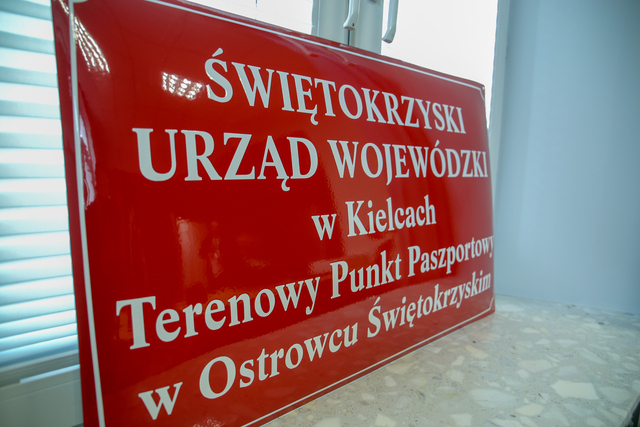 ŚWIĘTOKRZYSKI
URZĄD WOJEWÓDZKI
w Kielcach
Terenowy Punkt Paszportowy
w Ostrowcu Świętokrzyskim